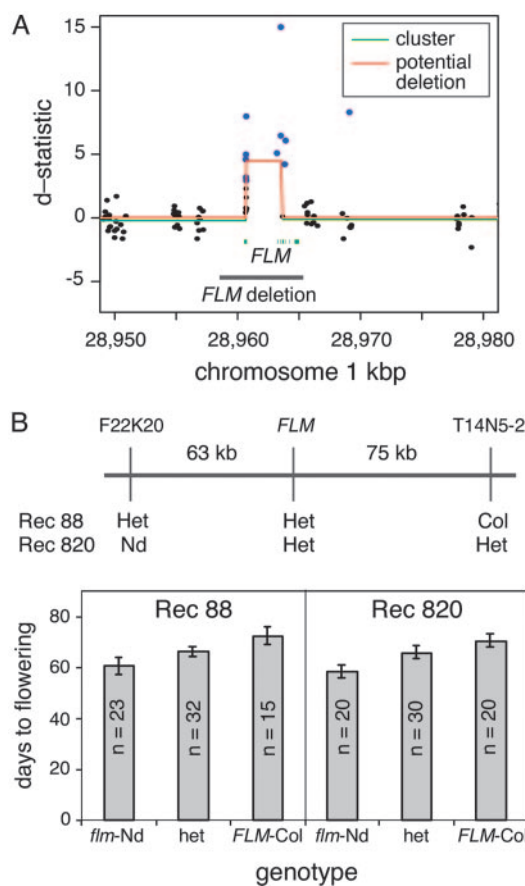 A
15
10
5
0
-5
d–statistic
cluster
potential
deletion
FLM
FLM deletion
28,950 28,960 28,970 28,980
chromosome 1 kbp
B
F22K20 FLM T14N5-2
63 kb 75 kb
Rec 88 Het Het Col
Rec 820 Nd Het Het
Rec 88 Rec 820
80
60
40
20
0
days to flowering
n = 23 n = 32 n = 15 n = 20 n = 30 n = 20
flm-Nd het FLM-Col flm-Nd het FLM-Col
genotype